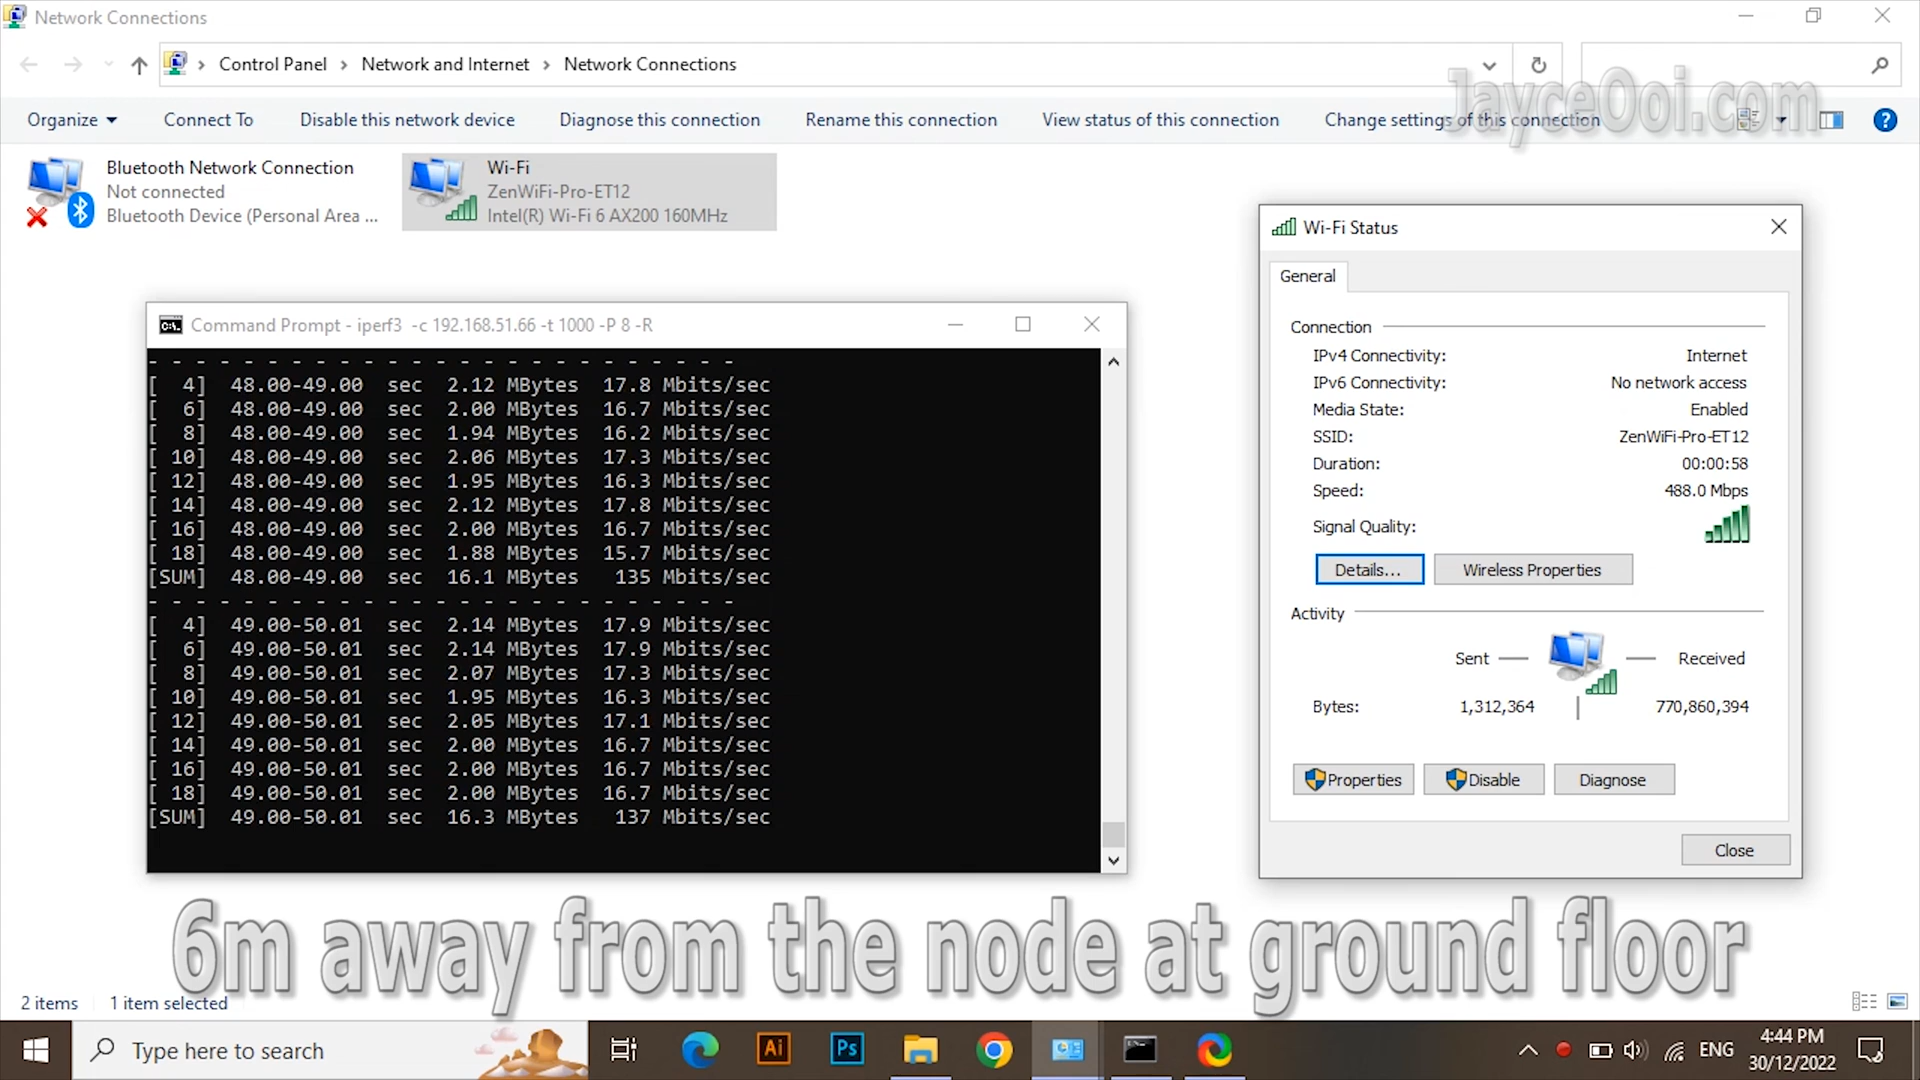 Network Connections
Control Panel > Network and Internet > Network Connections
JayceOoi.com
Organize Connect To Disable this network device Diagnose this connection Rename this connection View status of this connection Change settings of this connection
Bluetooth Network Connection
Not connected
Bluetooth Device (Personal Area ...
Wi-Fi
ZenWiFi-Pro-ET12
Intel(R) Wi-Fi 6 AX200 160MHz
Command Prompt - iperf3 -c 192.168.51.66 -t 1000 -P 8 -R
- - - - - - - - - - - - - - - - - - - - - - - - -
[  4]  48.00-49.00  sec  2.12 MBytes  17.8 Mbits/sec
[  6]  48.00-49.00  sec  2.00 MBytes  16.7 Mbits/sec
[  8]  48.00-49.00  sec  1.94 MBytes  16.2 Mbits/sec
[ 10]  48.00-49.00  sec  2.06 MBytes  17.3 Mbits/sec
[ 12]  48.00-49.00  sec  1.95 MBytes  16.3 Mbits/sec
[ 14]  48.00-49.00  sec  2.12 MBytes  17.8 Mbits/sec
[ 16]  48.00-49.00  sec  2.00 MBytes  16.7 Mbits/sec
[ 18]  48.00-49.00  sec  1.88 MBytes  15.7 Mbits/sec
[SUM]  48.00-49.00  sec  16.1 MBytes   135 Mbits/sec
- - - - - - - - - - - - - - - - - - - - - - - - -
[  4]  49.00-50.01  sec  2.14 MBytes  17.9 Mbits/sec
[  6]  49.00-50.01  sec  2.14 MBytes  17.9 Mbits/sec
[  8]  49.00-50.01  sec  2.07 MBytes  17.3 Mbits/sec
[ 10]  49.00-50.01  sec  1.95 MBytes  16.3 Mbits/sec
[ 12]  49.00-50.01  sec  2.05 MBytes  17.1 Mbits/sec
[ 14]  49.00-50.01  sec  2.00 MBytes  16.7 Mbits/sec
[ 16]  49.00-50.01  sec  2.00 MBytes  16.7 Mbits/sec
[ 18]  49.00-50.01  sec  2.00 MBytes  16.7 Mbits/sec
[SUM]  49.00-50.01  sec  16.3 MBytes   137 Mbits/sec
Wi-Fi Status
General
Connection
IPv4 Connectivity: Internet
IPv6 Connectivity: No network access
Media State: Enabled
SSID: ZenWiFi-Pro-ET12
Duration: 00:00:58
Speed: 488.0 Mbps
Signal Quality:
Details... Wireless Properties
Activity
Sent — — Received
Bytes: 1,312,364 | 770,860,394
Properties Disable Diagnose
Close
6m away from the node at ground floor
2 items 1 item selected
Type here to search
Ai
Ps
ENG
4:44 PM
30/12/2022